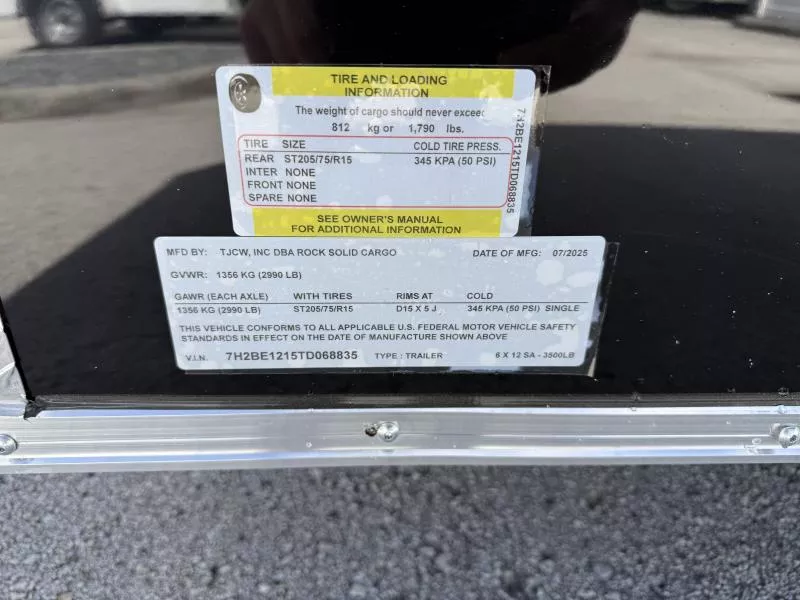 TIRE AND LOADING
INFORMATION
The weight of cargo should never exceed
812 kg or 1,790 lbs.
TIRE SIZE COLD TIRE PRESS.
REAR ST205/75/R15 345 KPA (50 PSI)
INTER NONE
FRONT NONE
SPARE NONE
SEE OWNER'S MANUAL
FOR ADDITIONAL INFORMATION
7H2BE1215TD068835
MFD BY: TJCW, INC DBA ROCK SOLID CARGO DATE OF MFG: 07/2025
GVWR: 1356 KG (2990 LB)
GAWR (EACH AXLE) WITH TIRES RIMS AT COLD
1356 KG (2990 LB) ST205/75/R15 D15 X 5 J 345 KPA (50 PSI) SINGLE
THIS VEHICLE CONFORMS TO ALL APPLICABLE U.S. FEDERAL MOTOR VEHICLE SAFETY
STANDARDS IN EFFECT ON THE DATE OF MANUFACTURE SHOWN ABOVE
V.I.N. 7H2BE1215TD068835 TYPE : TRAILER 6 X 12 SA - 3500LB